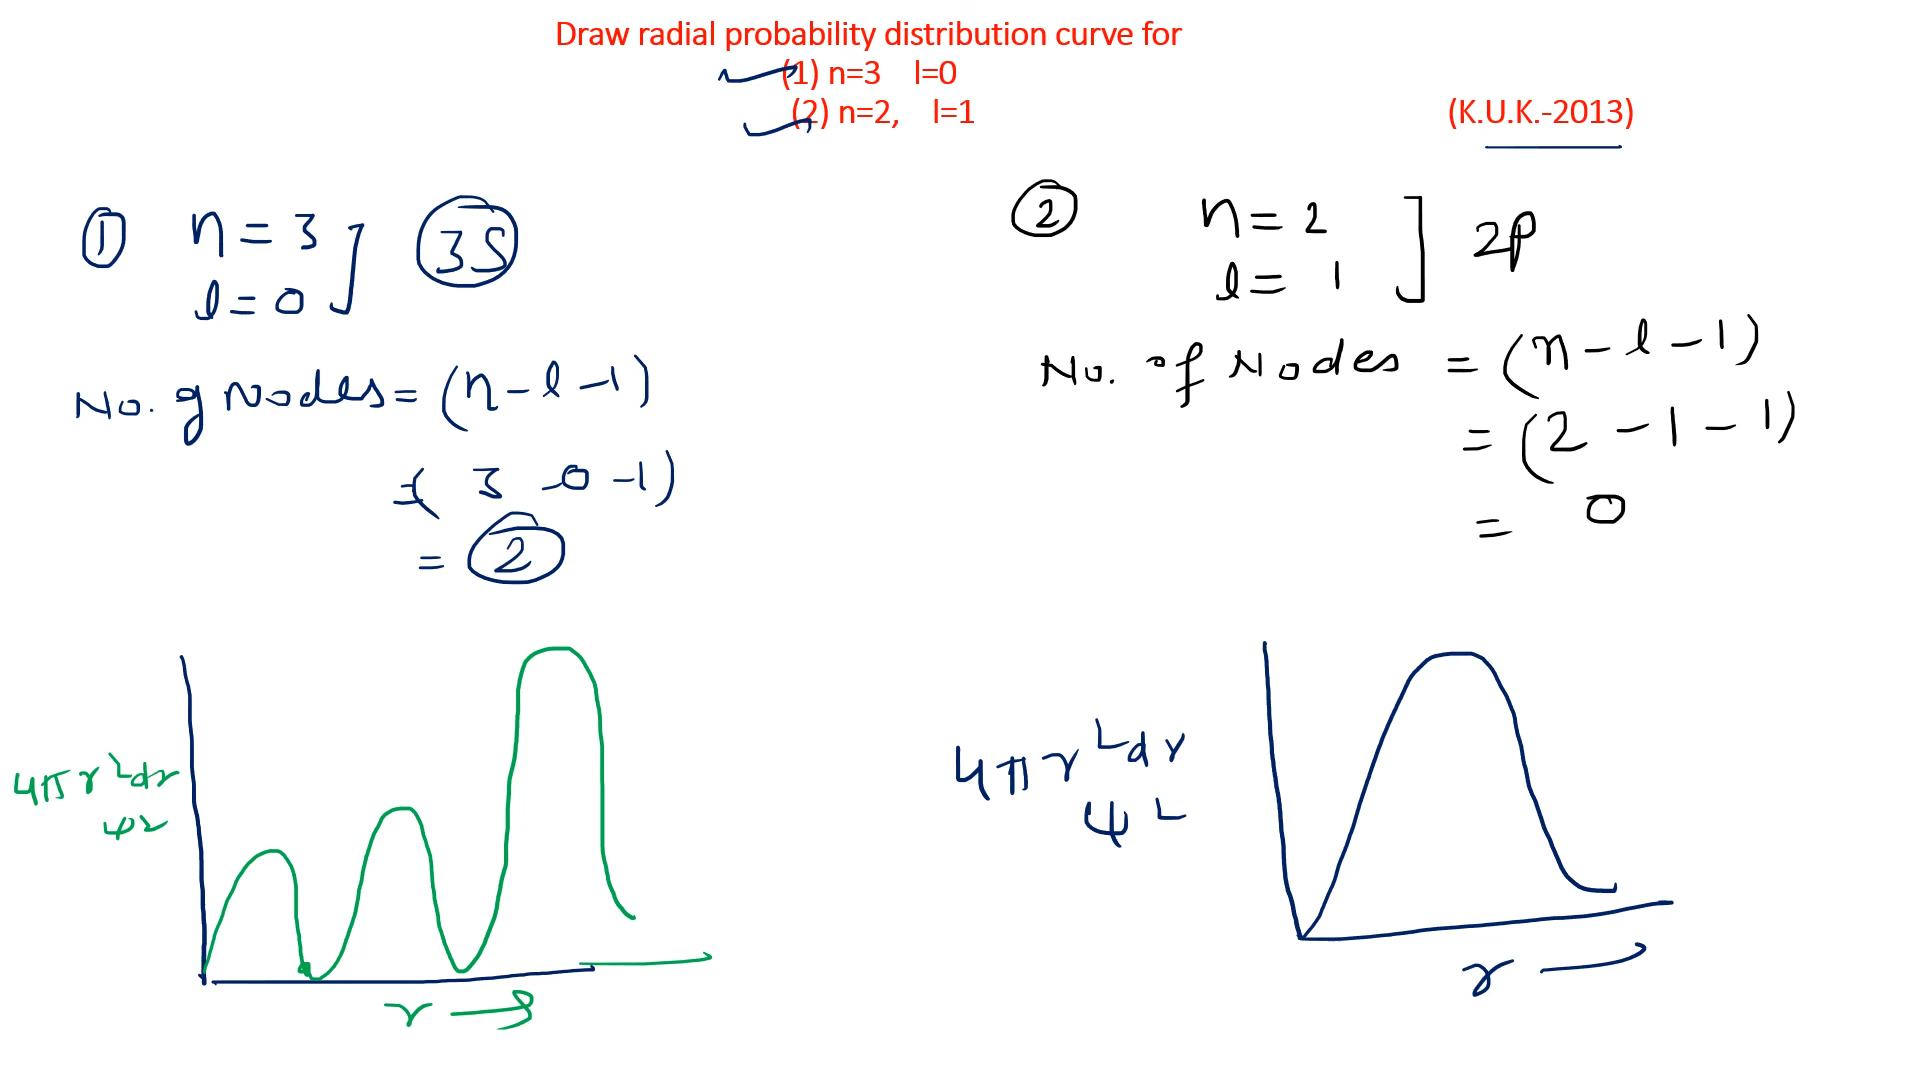 Draw radial probability distribution curve for
(1) n=3 l=0
(2) n=2, l=1
(K.U.K.-2013)
① n = 3
l = 0
3S
No. of Nodes = (n - l - 1)
= ( 3 - 0 - 1)
= 2
4πr²dr
ψ²
r
② n = 2
l = 1
2p
No. of Nodes = (n - l - 1)
= (2 - 1 - 1)
= 0
4πr²dr
ψ²
r